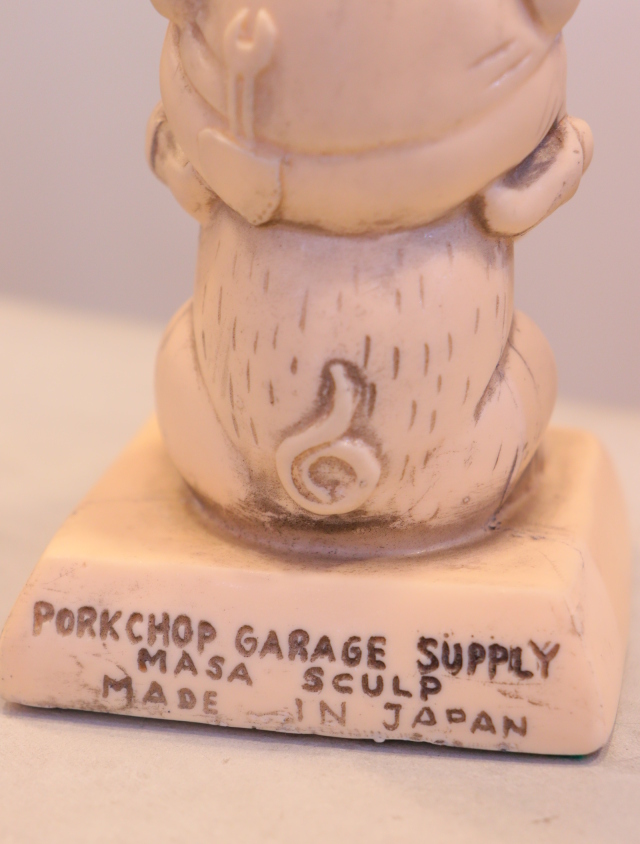 PORKCHOP GARAGE SUPPLY
MASA SCULP
MADE IN JAPAN